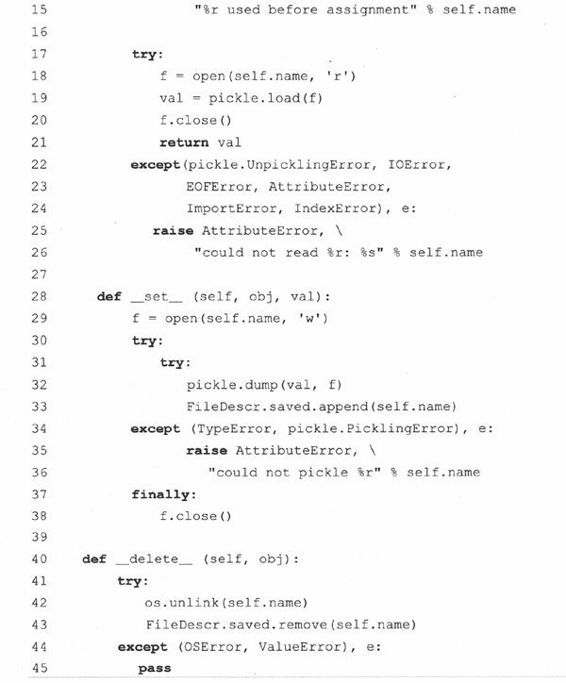 15 "%r used before assignment" % self.name
16
17 try:
18 f = open(self.name, 'r')
19 val = pickle.load(f)
20 f.close()
21 return val
22 except(pickle.UnpicklingError, IOError,
23 EOFError, AttributeError,
24 ImportError, IndexError), e:
25 raise AttributeError, \
26 "could not read %r: %s" % self.name
27
28 def __set__ (self, obj, val):
29 f = open(self.name, 'w')
30 try:
31 try:
32 pickle.dump(val, f)
33 FileDescr.saved.append(self.name)
34 except (TypeError, pickle.PicklingError), e:
35 raise AttributeError, \
36 "could not pickle %r" % self.name
37 finally:
38 f.close()
39
40 def __delete__ (self, obj):
41 try:
42 os.unlink(self.name)
43 FileDescr.saved.remove(self.name)
44 except (OSError, ValueError), e:
45 pass